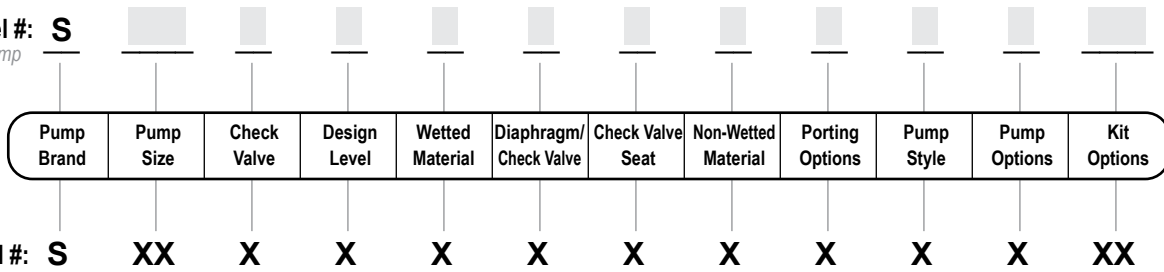 el #: S
mp
Pump Brand
Pump Size
Check Valve
Design Level
Wetted Material
Diaphragm/ Check Valve
Check Valve Seat
Non-Wetted Material
Porting Options
Pump Style
Pump Options
Kit Options
l #: S XX X X X X X X X X X XX